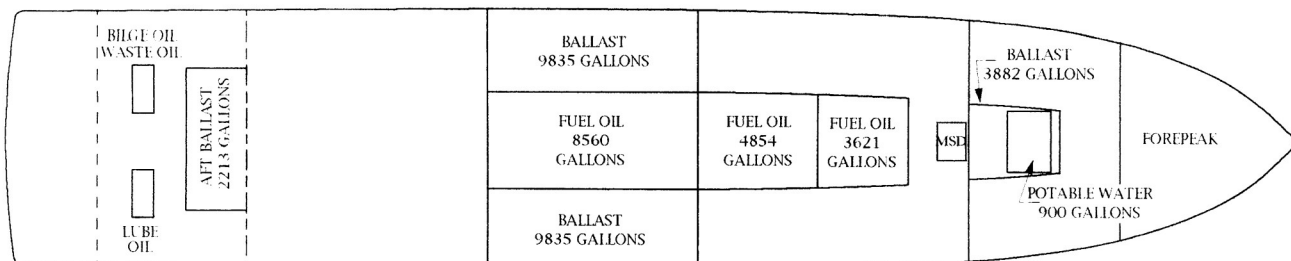 BILGE OIL
WASTE OIL
LUBE
OIL
AFT BALLAST
2213 GALLONS
BALLAST
9835 GALLONS
FUEL OIL
8560
GALLONS
BALLAST
9835 GALLONS
FUEL OIL
4854
GALLONS
FUEL OIL
3621
GALLONS
MSD
BALLAST
3882 GALLONS
POTABLE WATER
900 GALLONS
FOREPEAK